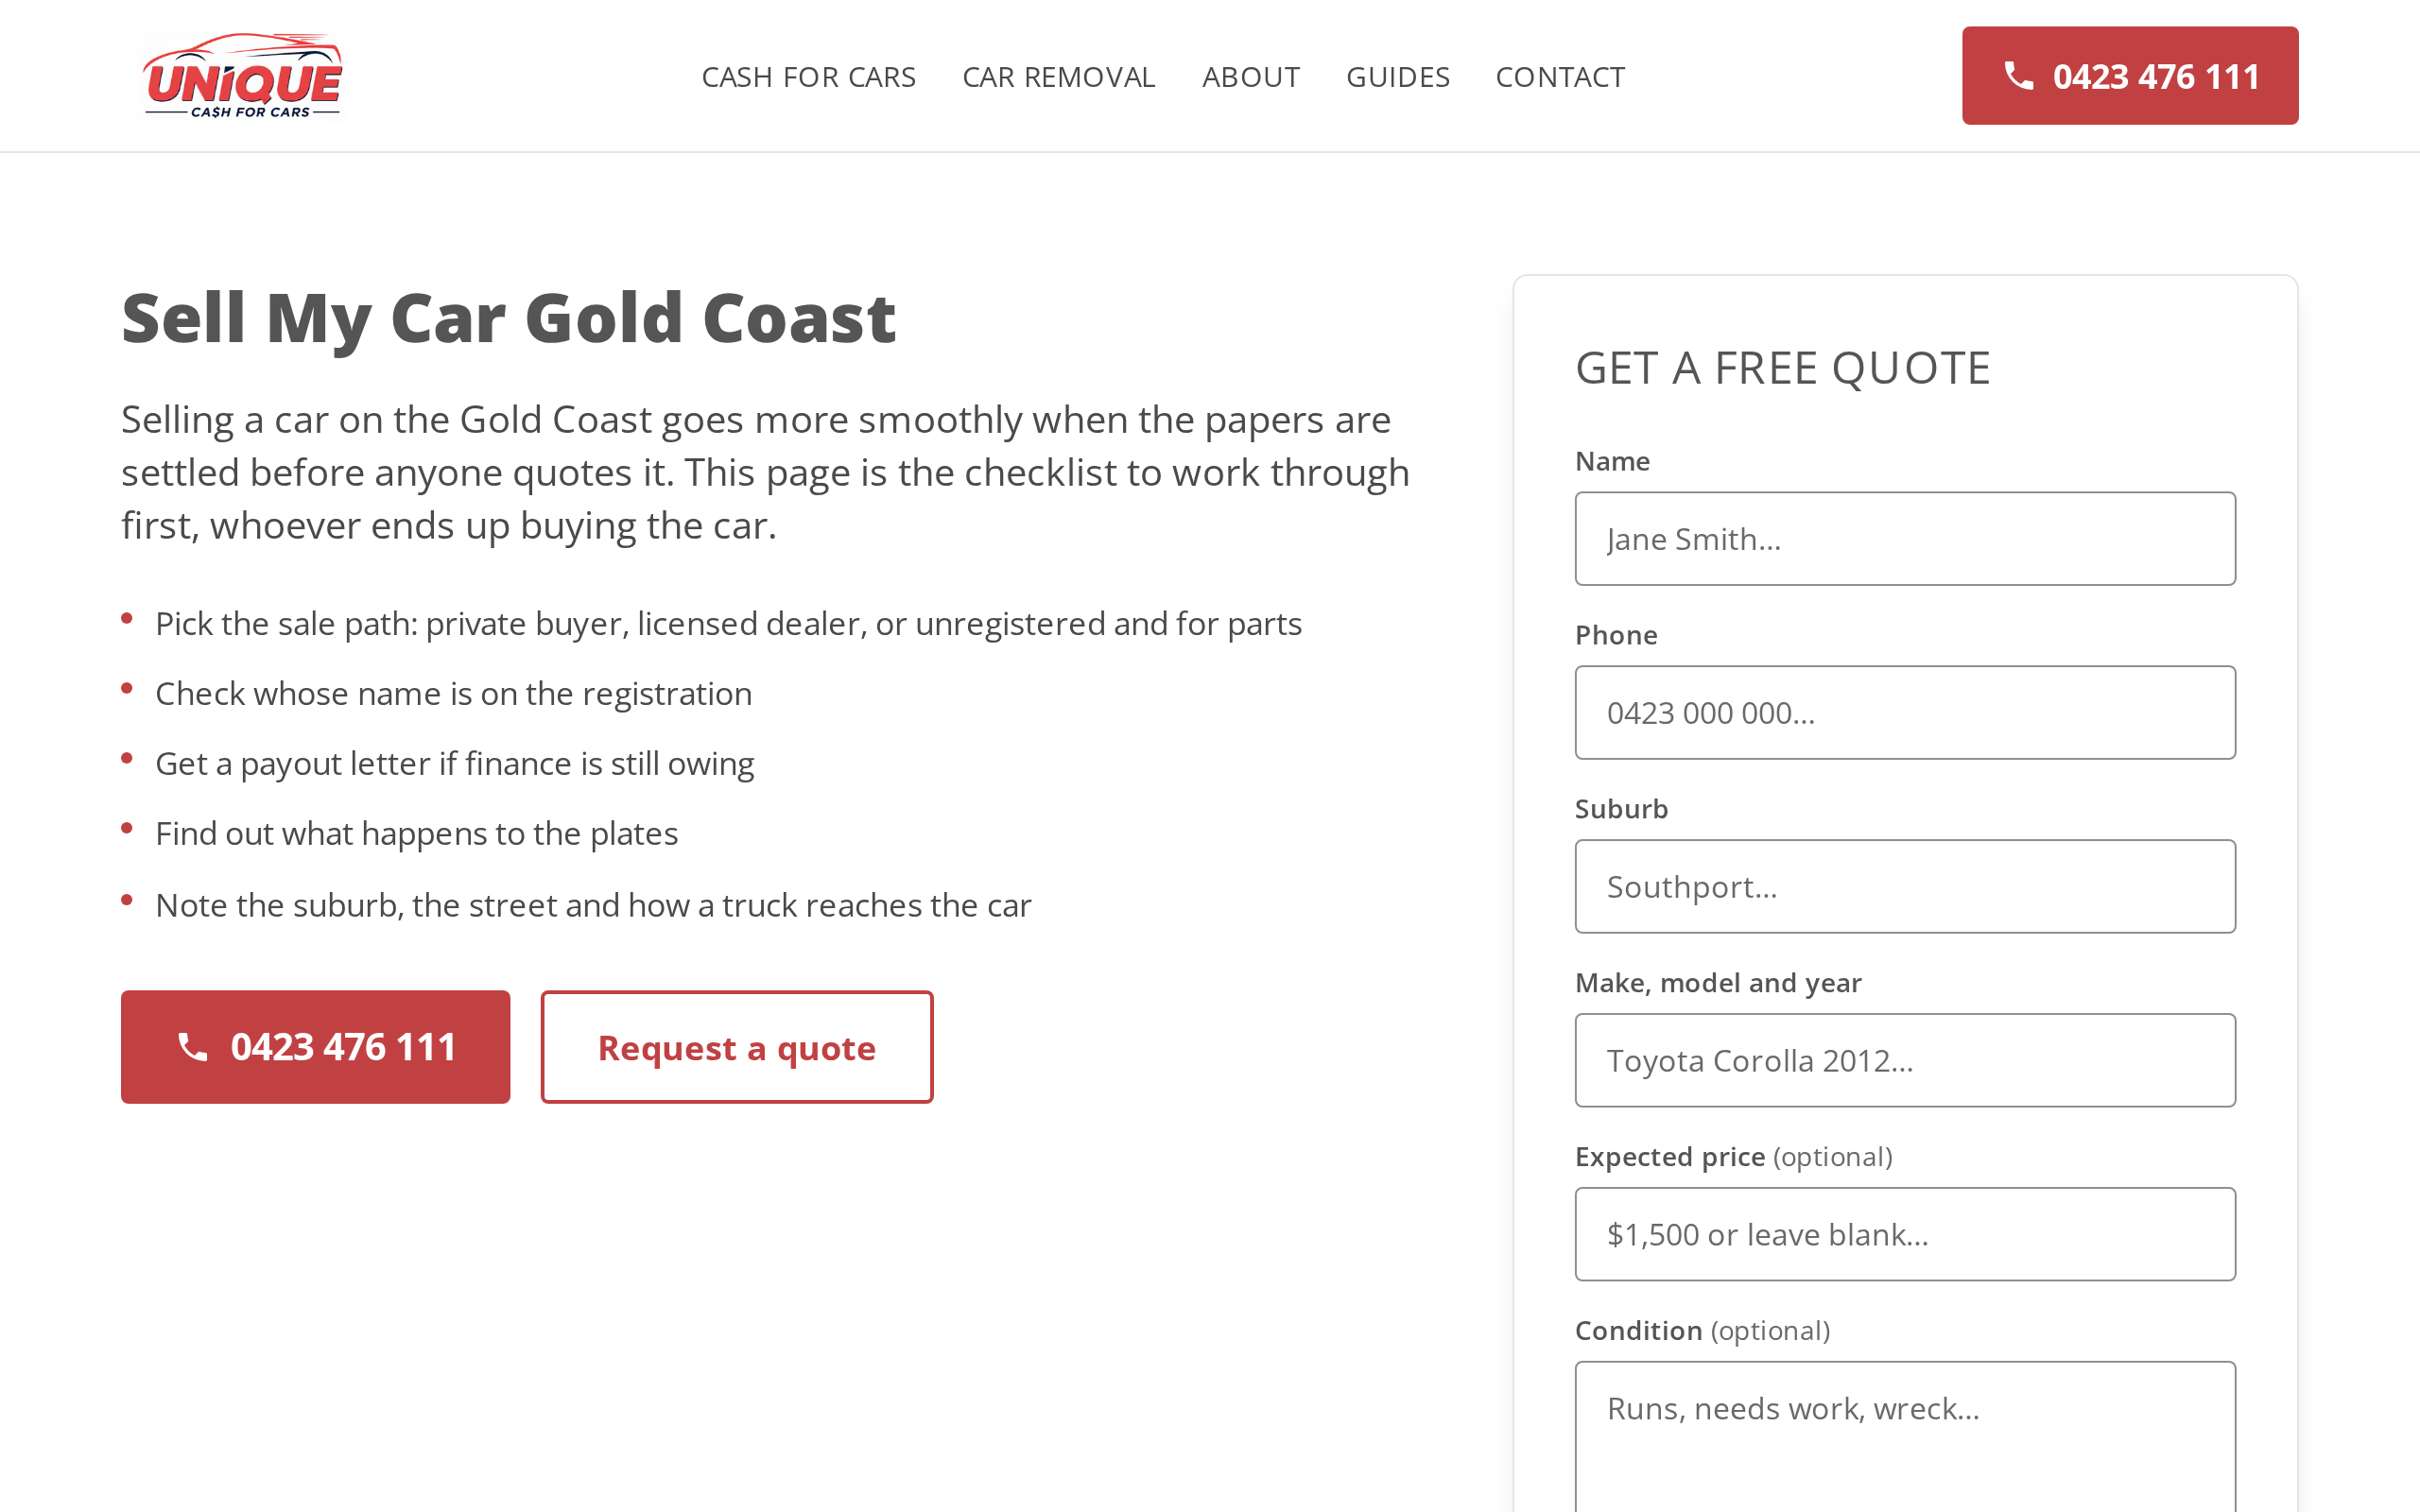 UNiQUE
CA$H FOR CARS
CASH FOR CARS
CAR REMOVAL
ABOUT
GUIDES
CONTACT
0423 476 111
Sell My Car Gold Coast
Selling a car on the Gold Coast goes more smoothly when the papers are
settled before anyone quotes it. This page is the checklist to work through
first, whoever ends up buying the car.
Pick the sale path: private buyer, licensed dealer, or unregistered and for parts
Check whose name is on the registration
Get a payout letter if finance is still owing
Find out what happens to the plates
Note the suburb, the street and how a truck reaches the car
0423 476 111
Request a quote
GET A FREE QUOTE
Name
Jane Smith...
Phone
0423 000 000...
Suburb
Southport...
Make, model and year
Toyota Corolla 2012...
Expected price (optional)
$1,500 or leave blank...
Condition (optional)
Runs, needs work, wreck...